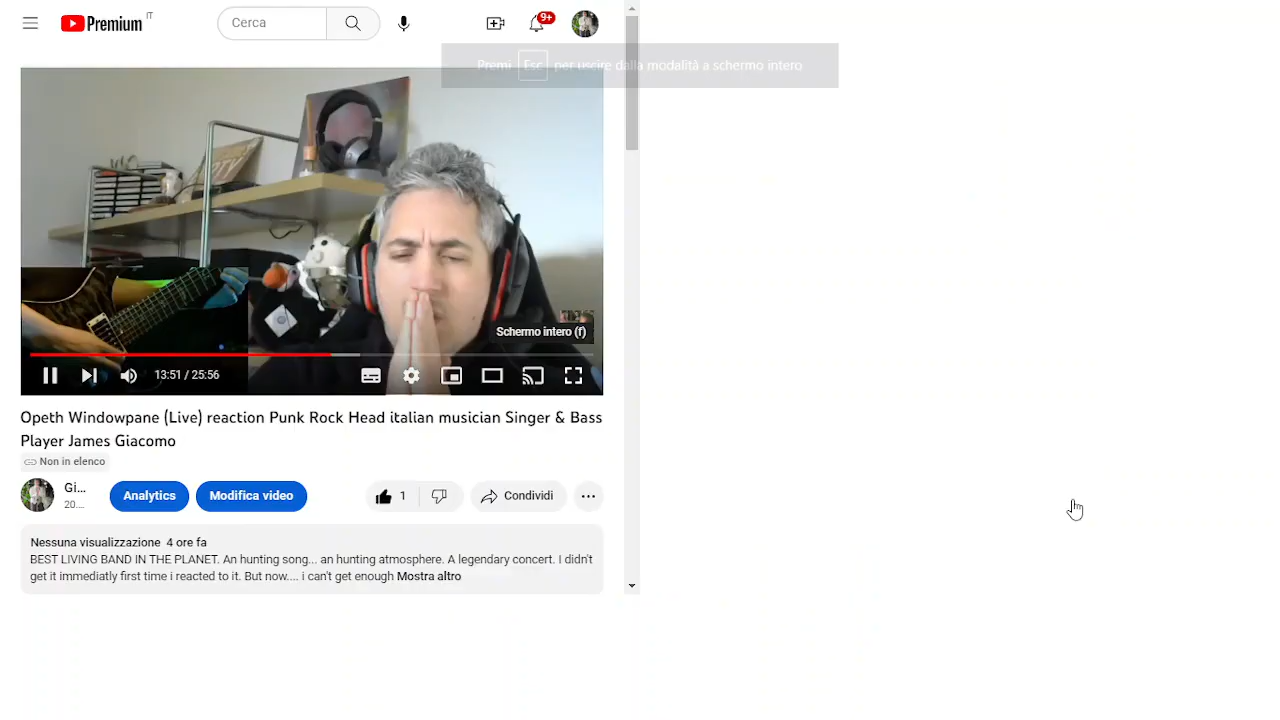 Premium IT
Cerca
9+
Premi Esc per uscire dalla modalità a schermo intero
Schermo intero (f)
13:51 / 25:56
Opeth Windowpane (Live) reaction Punk Rock Head italian musician Singer & Bass
Player James Giacomo
Non in elenco
Gi...
20....
Analytics
Modifica video
1
Condividi
Nessuna visualizzazione 4 ore fa
BEST LIVING BAND IN THE PLANET. An hunting song... an hunting atmosphere. A legendary concert. I didn't
get it immediatly first time i reacted to it. But now.... i can't get enough Mostra altro